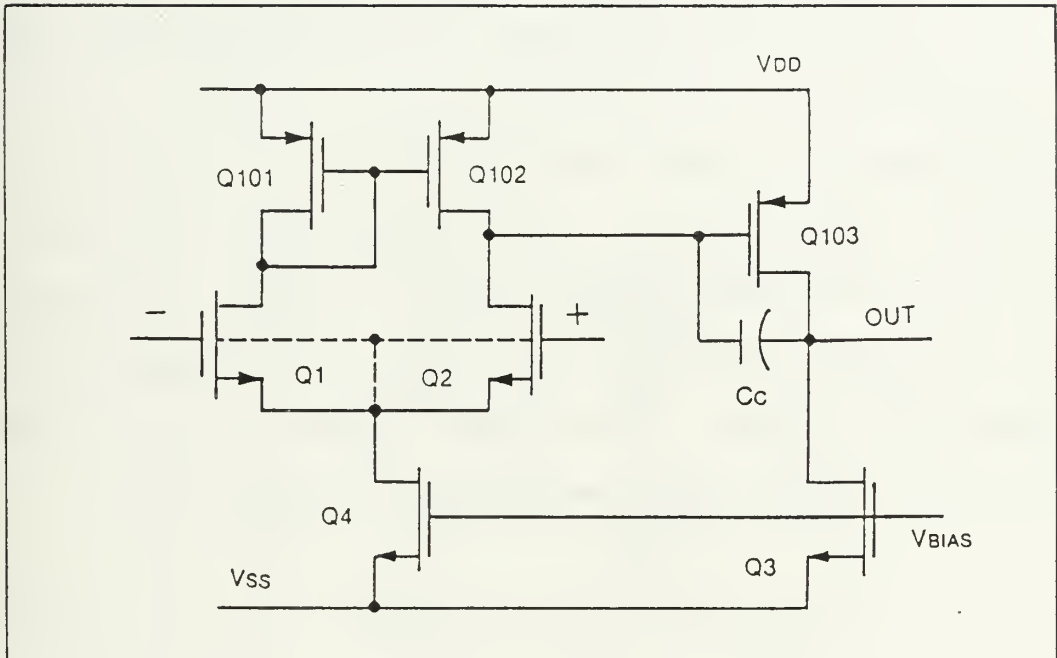 VDD
Q101
Q102
Q103
-
+
OUT
Q1
Q2
Cc
Q4
VBIAS
Q3
VSS